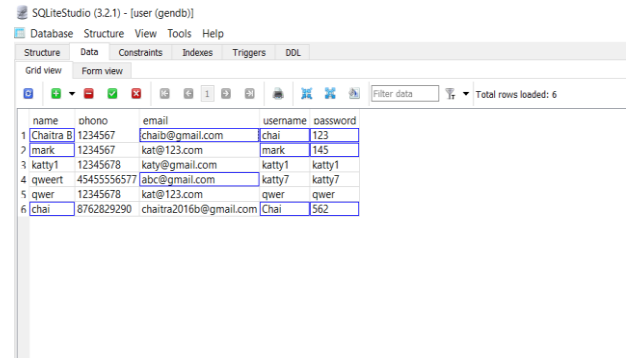 SQLiteStudio (3.2.1) - [user (gendb)]
Database Structure View Tools Help
Structure Data Constraints Indexes Triggers DDL
Grid view Form view
1 Filter data Total rows loaded: 6
name phono email username password
1 Chaitra B 1234567 chaib@gmail.com chai 123
2 mark 1234567 kat@123.com mark 145
3 katty1 12345678 katy@gmail.com katty1 katty1
4 qweert 45455556577 abc@gmail.com katty7 katty7
5 qwer 12345678 kat@123.com qwer qwer
6 chai 8762829290 chaitra2016b@gmail.com Chai 562